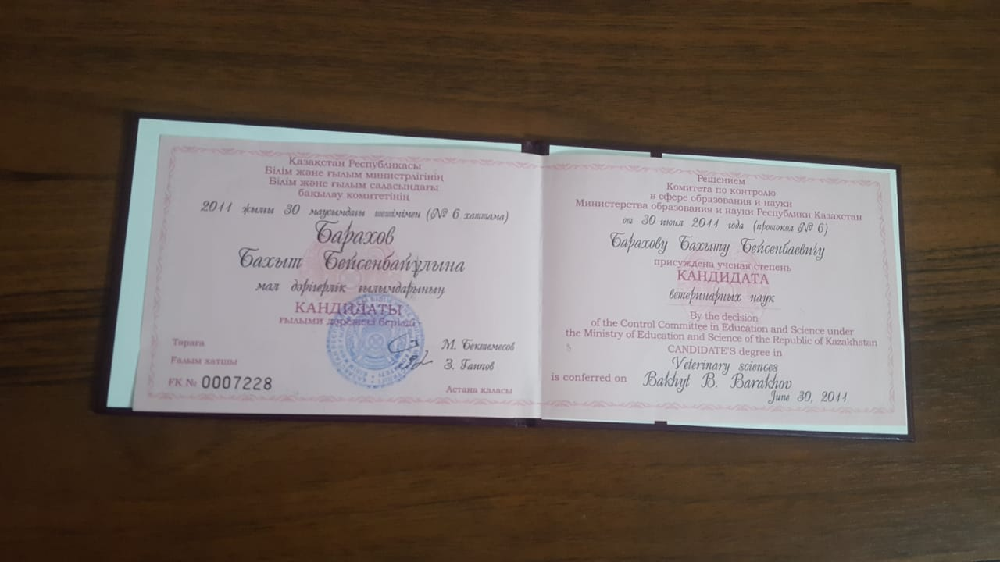 Қазақстан Республикасы
Білім және ғылым министрлігінің
Білім және ғылым саласындағы
бақылау комитетінің
2011 жылғы 30 маусымдағы шешімімен (№ 6 хаттама)
Барахов
Бахыт Бейсенбайұлына
мал дәрігерлік ғылымдарының
КАНДИДАТЫ
ғылыми дәрежесі берілді
Төраға
М. Бектемесов
Ғалым хатшы
З. Гаипов
ҒК № 0007228
Астана қаласы
Решением
Комитета по контролю
в сфере образования и науки
Министерства образования и науки Республики Казахстан
от 30 июня 2011 года (протокол № 6)
Барахову Бахыту Бейсенбаевичу
присуждена ученая степень
КАНДИДАТА
ветеринарных наук
By the decision
of the Control Committee in Education and Science under
the Ministry of Education and Science of the Republic of Kazakhstan
CANDIDATE'S degree in
Veterinary sciences
is conferred on Bakhyt B. Barakhov
June 30, 2011